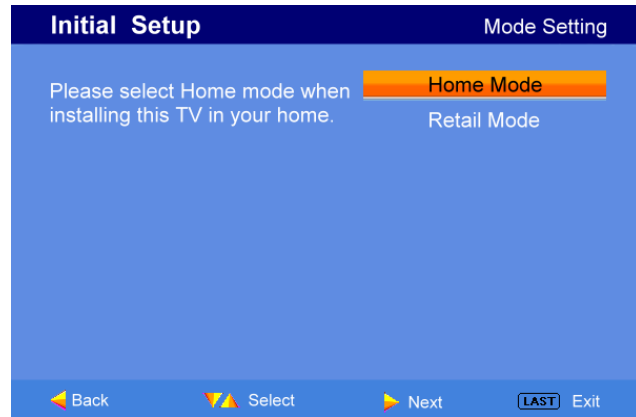 Initial Setup
Mode Setting
Please select Home mode when
installing this TV in your home.
Home Mode
Retail Mode
Back
Select
Next
LAST Exit